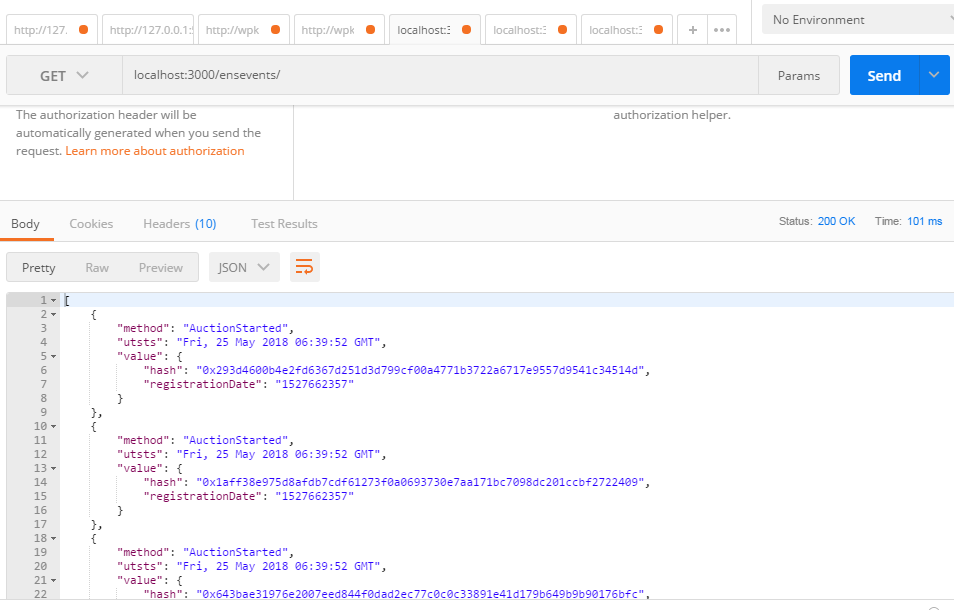 http://127. http://127.0.0.1: http://wpk http://wpk localhost: localhost: localhost: + ••• No Environment
GET localhost:3000/ensevents/ Params Send
The authorization header will be
automatically generated when you send the
request. Learn more about authorization
authorization helper.
Body Cookies Headers (10) Test Results Status: 200 OK Time: 101 ms
Pretty Raw Preview JSON
1 [
2 {
3 "method": "AuctionStarted",
4 "utsts": "Fri, 25 May 2018 06:39:52 GMT",
5 "value": {
6 "hash": "0x293d4600b4e2fd6367d251d3d799cf00a4771b3722a6717e9557d9541c34514d",
7 "registrationDate": "1527662357"
8 }
9 },
10 {
11 "method": "AuctionStarted",
12 "utsts": "Fri, 25 May 2018 06:39:52 GMT",
13 "value": {
14 "hash": "0x1aff38e975d8afdb7cdf61273f0a0693730e7aa171bc7098dc201ccbf2722409",
15 "registrationDate": "1527662357"
16 }
17 },
18 {
19 "method": "AuctionStarted",
20 "utsts": "Fri, 25 May 2018 06:39:52 GMT",
21 "value": {
22 "hash": "0x643bae31976e2007eed844f0dad2ec77c0c0c33891e41d179b649b9b90176bfc",